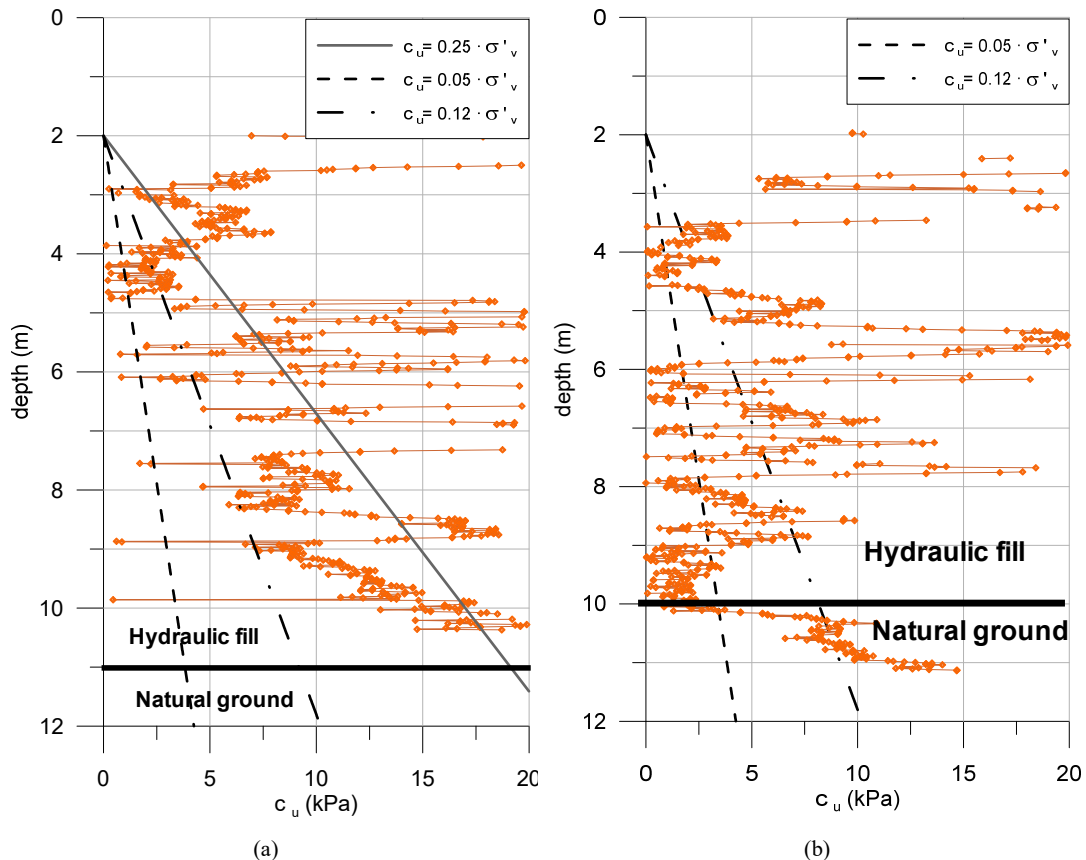 0
c u = 0.25 · σ'v
c u = 0.05 · σ'v
c u = 0.12 · σ'v
2
4
6
8
10
12
depth (m)
Hydraulic fill
Natural ground
0 5 10 15 20
c u (kPa)
(a)
0
c u = 0.05 · σ'v
c u = 0.12 · σ'v
2
4
6
8
10
12
depth (m)
Hydraulic fill
Natural ground
0 5 10 15 20
c u (kPa)
(b)